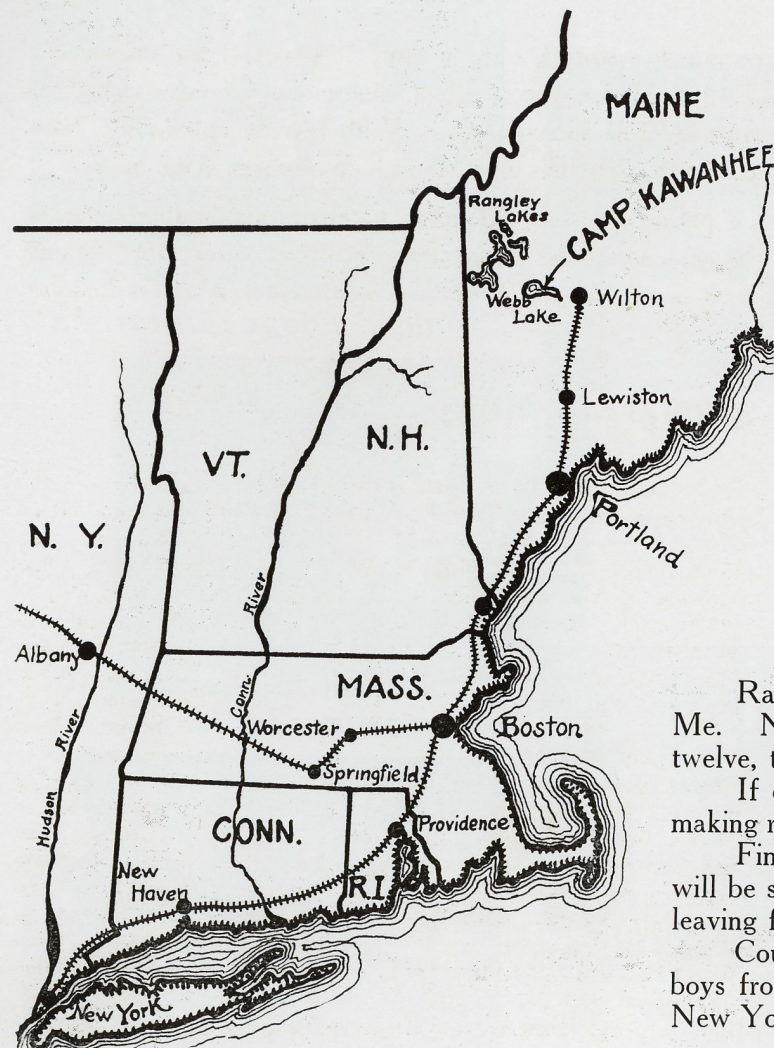 MAINE
CAMP KAWANHEE
Rangley
Lakes
Webb
Lake
Wilton
Lewiston
N.H.
VT.
Portland
N. Y.
River
Albany
MASS.
Conn.
Worcester
Boston
Springfield
River
Hudson
CONN.
Providence
New
Haven
R.I.
New York
Ra
Me. N
twelve, t
If
making r
Fin
will be s
leaving f
Cou
boys fro
New Yo